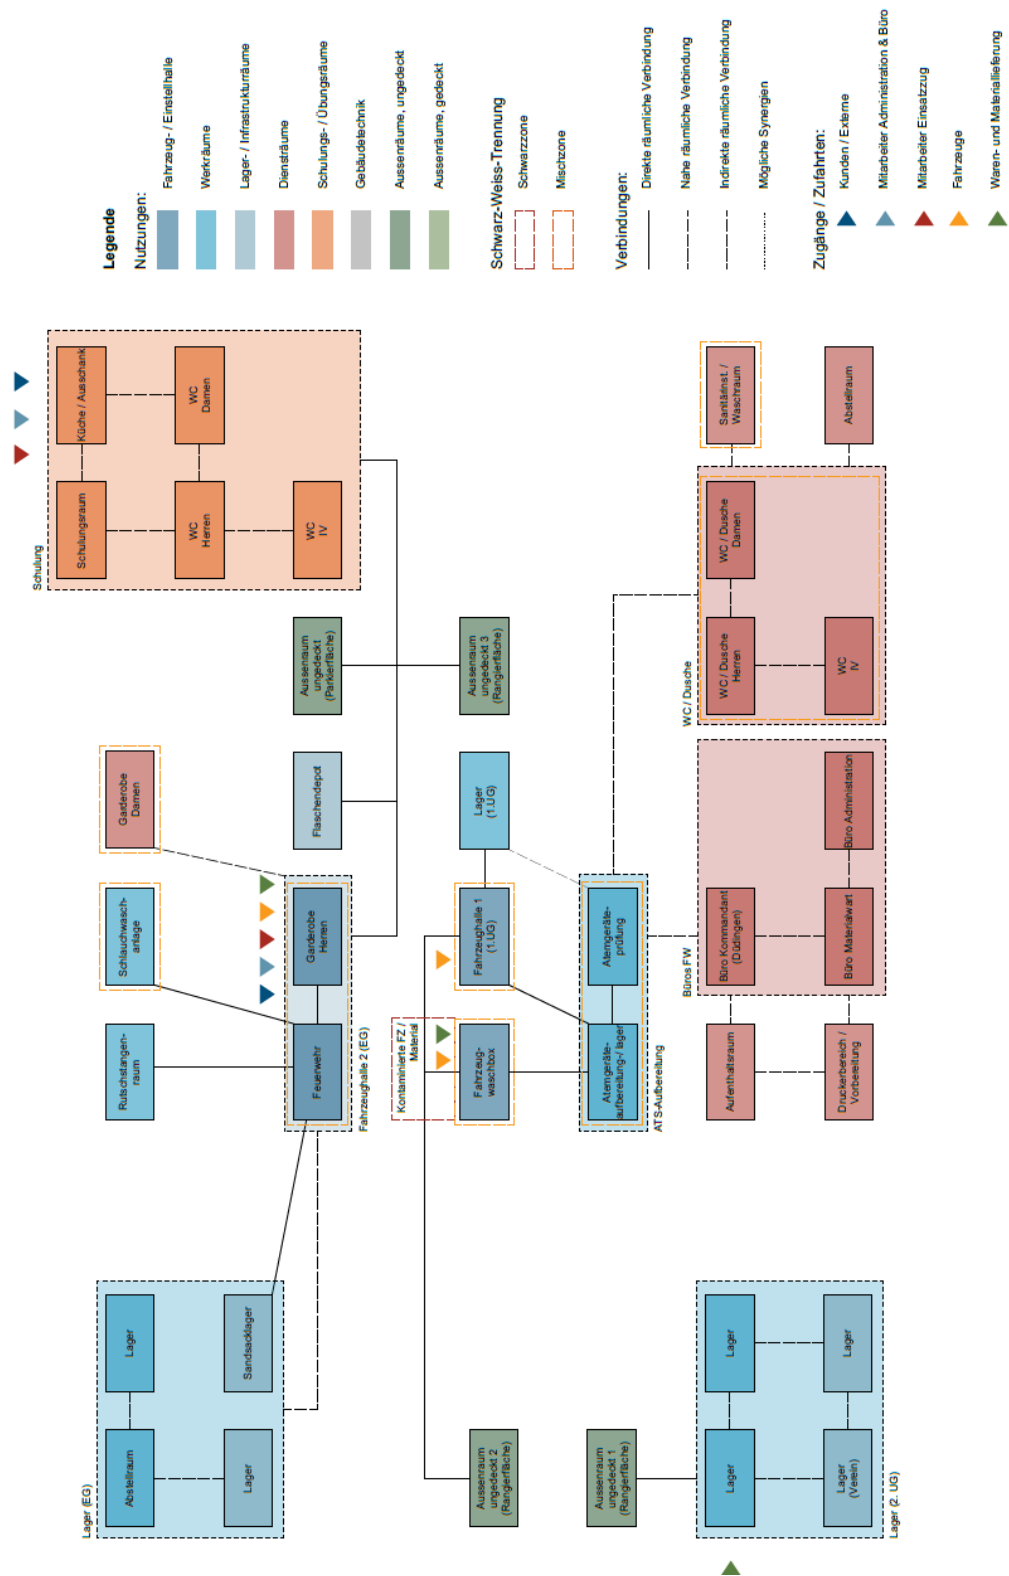 Lager (EG)
Abstellraum
Lager
Lager
Sandsacklager
Rutschstangen-
raum
Schlauchwasch-
anlage
Garderobe
Damen
Feuerwehr
Garderobe
Herren
Fahrzeughalle 2 (EG)
Flaschendepot
Aussenraum
ungedeckt
(Parkierfläche)
Schulung
Schulungsraum
Küche / Ausschank
WC
Herren
WC
Damen
WC
IV
Aussenraum
ungedeckt 2
(Rangierfläche)
Aussenraum
ungedeckt 1
(Rangierfläche)
Kontaminierte FZ /
Material
Fahrzeug-
waschbox
Fahrzeughalle 1
(1.UG)
Lager
(1.UG)
Aussenraum
ungedeckt 3
(Rangierfläche)
Atemgeräte-
aufbereitung-/ lager
Atemgeräte-
prüfung
ATS-Aufbereitung
Lager
Lager
Lager
(Verein)
Lager
Lager (2. UG)
Aufenthaltsraum
Druckerbereich /
Vorbereitung
Büros FW
Büro Kommandant
(Düdingen)
Büro Materialwart
Büro Administration
WC / Dusche
WC / Dusche
Herren
WC / Dusche
Damen
WC
IV
Sanitärinst. /
Waschraum
Abstellraum
Legende
Nutzungen:
Fahrzeug- / Einstellhalle
Werkräume
Lager- / Infrastrukturräume
Diensträume
Schulungs- / Übungsräume
Gebäudetechnik
Aussenräume, ungedeckt
Aussenräume, gedeckt
Schwarz-Weiss-Trennung
Schwarzzone
Mischzone
Verbindungen:
Direkte räumliche Verbindung
Nahe räumliche Verbindung
Indirekte räumliche Verbindung
Mögliche Synergien
Zugänge / Zufahrten:
Kunden / Externe
Mitarbeiter Administration & Büro
Mitarbeiter Einsatzzug
Fahrzeuge
Waren- und Materiallieferung